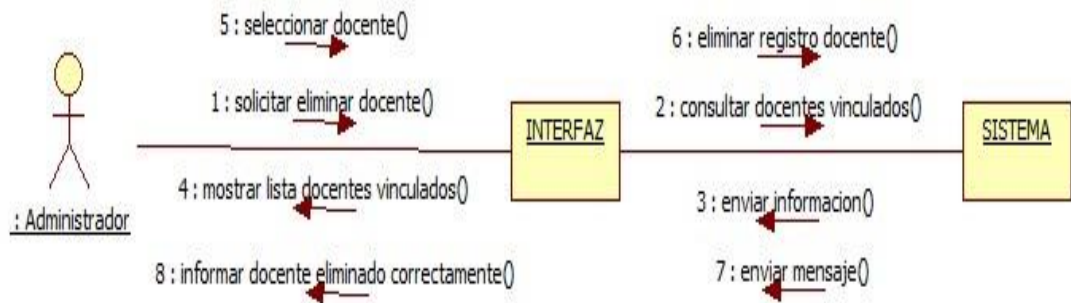 5 : seleccionar docente()
6 : eliminar registro docente()
1 : solicitar eliminar docente()
2 : consultar docentes vinculados()
INTERFAZ
SISTEMA
4 : mostrar lista docentes vinculados()
3 : enviar informacion()
: Administrador
8 : informar docente eliminado correctamente()
7 : enviar mensaje()